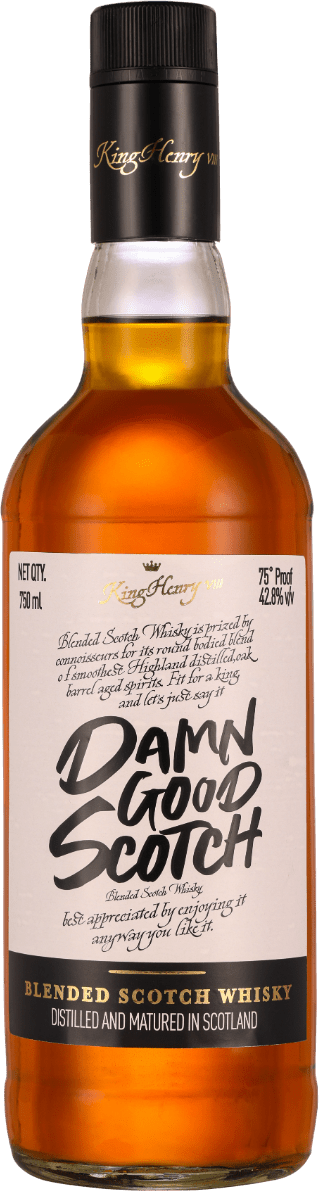 King Henry VIII
NET QTY.
750 ml
75° Proof
42.8% v/v
King Henry VIII
Blended Scotch Whisky is prized by
connoisseurs for its round bodied blend
of smoothest Highland distilled, oak
barrel aged spirits. Fit for a king
and let's just say it
DAMN
GOOD
SCOTCH
Blended Scotch Whisky
best appreciated by enjoying it
anyway you like it.
BLENDED SCOTCH WHISKY
DISTILLED AND MATURED IN SCOTLAND